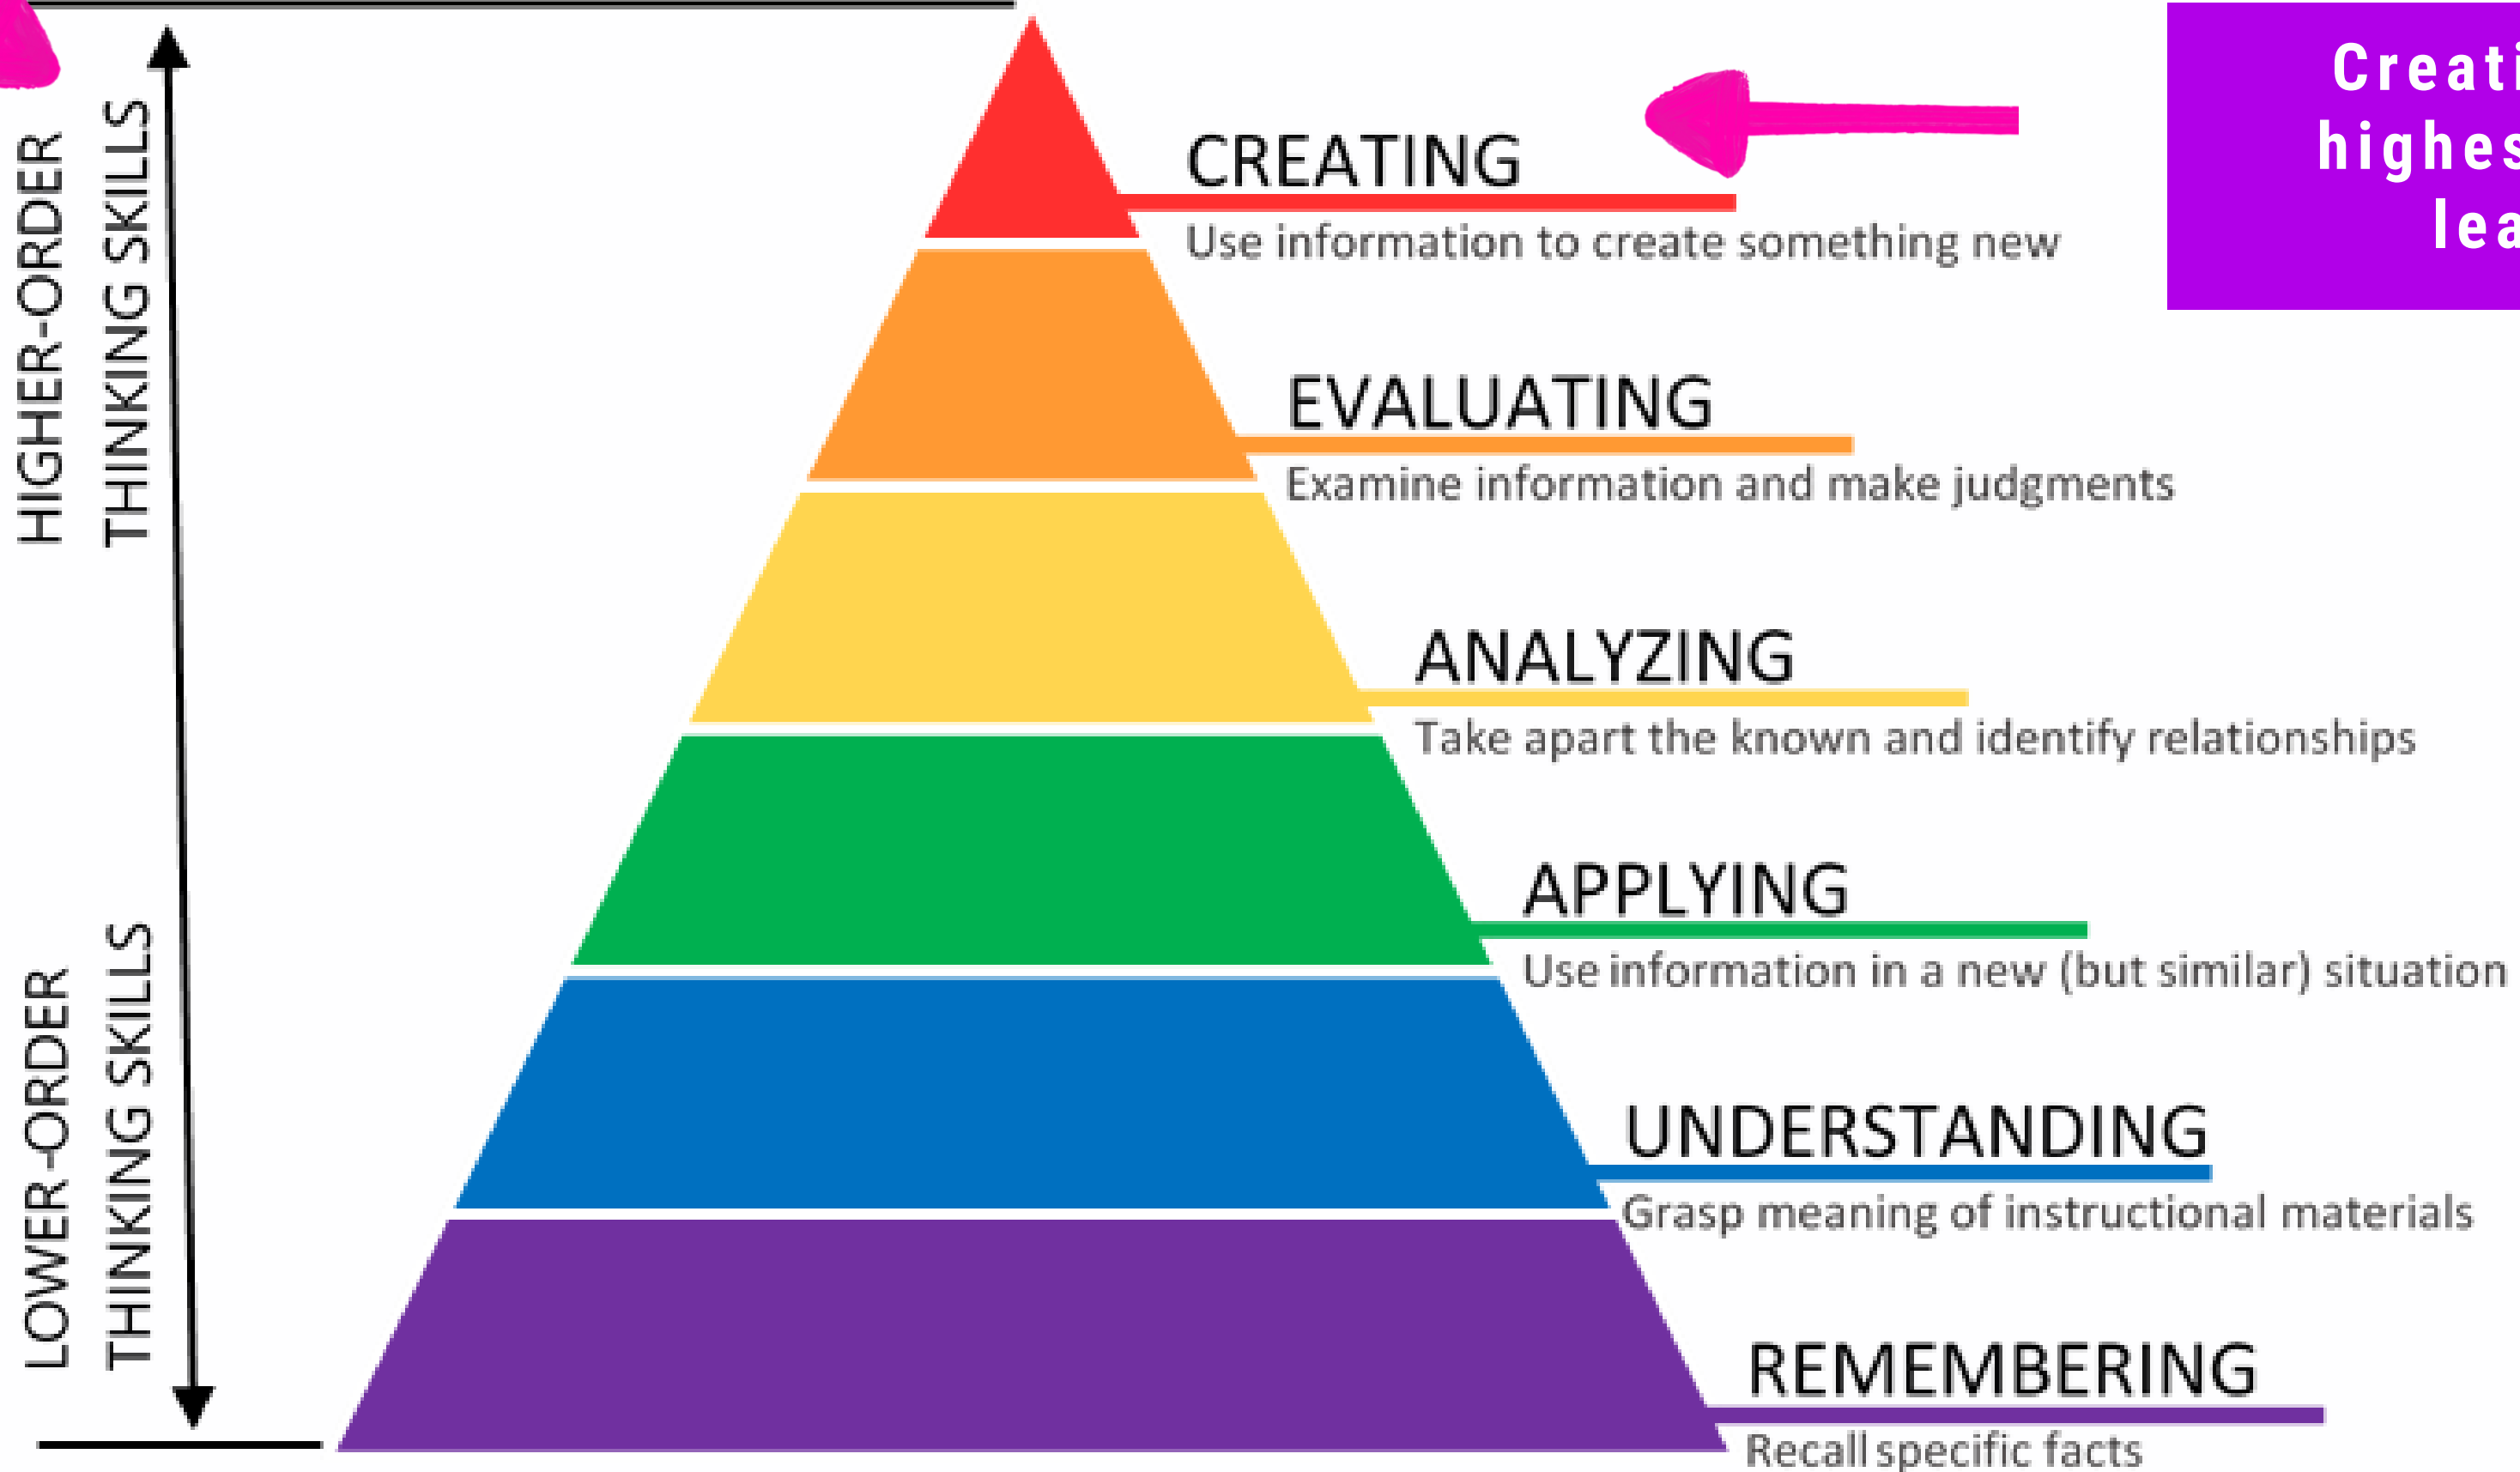 HIGHER-ORDER
THINKING SKILLS
LOWER-ORDER
THINKING SKILLS
CREATING
Use information to create something new
EVALUATING
Examine information and make judgments
ANALYZING
Take apart the known and identify relationships
APPLYING
Use information in a new (but similar) situation
UNDERSTANDING
Grasp meaning of instructional materials
REMEMBERING
Recall specific facts